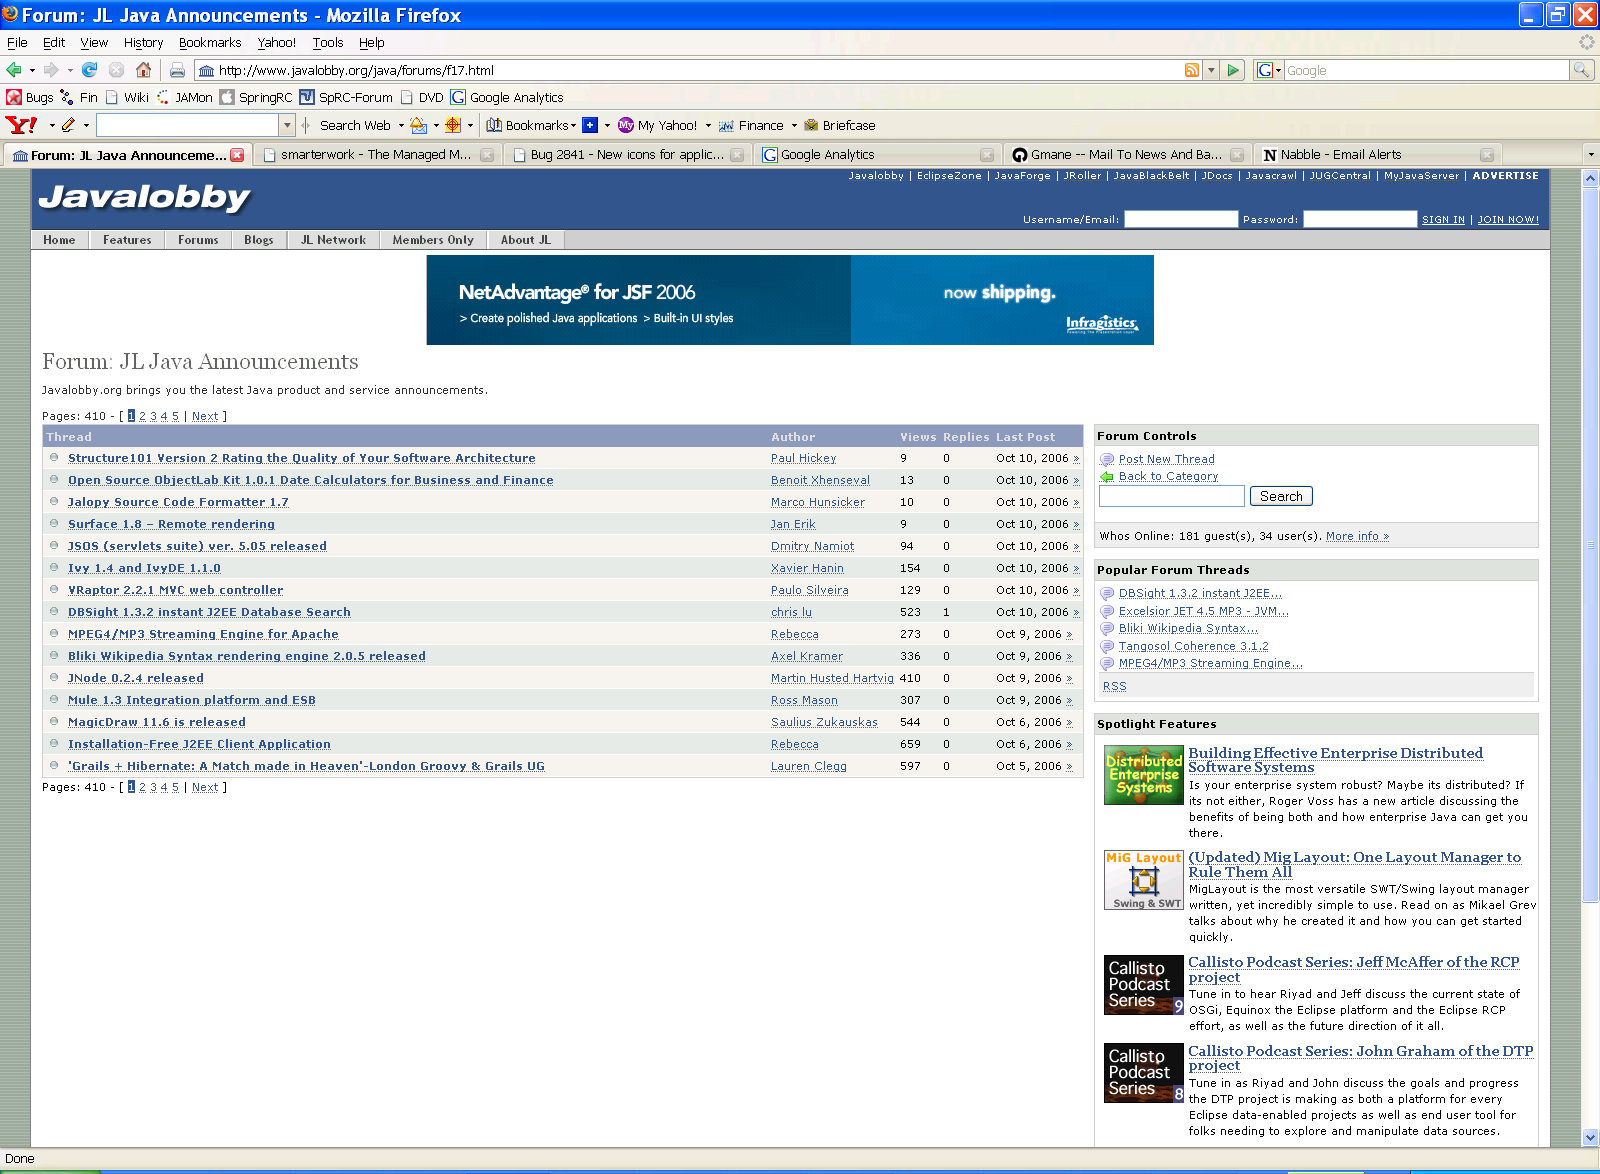 Forum: JL Java Announcements - Mozilla Firefox
File Edit View History Bookmarks Yahoo! Tools Help
http://www.javalobby.org/java/forums/f17.html G Google
Bugs Fin Wiki JAMon SpringRC SpRC-Forum DVD Google Analytics
Y! Search Web Bookmarks My Yahoo! Finance Briefcase
Forum: JL Java Announceme... smarterwork - The Managed M... Bug 2841 - New icons for applic... Google Analytics Gmane -- Mail To News And Ba... Nabble - Email Alerts
Javalobby | EclipseZone | JavaForge | JRoller | JavaBlackBelt | JDocs | Javacrawl | JUGCentral | MyJavaServer | ADVERTISE
Javalobby
Username/Email: Password: SIGN IN | JOIN NOW!
Home Features Forums Blogs JL Network Members Only About JL
NetAdvantage® for JSF 2006
> Create polished Java applications > Built-in UI styles
now shipping.
Infragistics
Forum: JL Java Announcements
Javalobby.org brings you the latest Java product and service announcements.
Pages: 410 - [ 1 2 3 4 5 | Next ]
Thread Author Views Replies Last Post
Structure101 Version 2 Rating the Quality of Your Software Architecture Paul Hickey 9 0 Oct 10, 2006 »
Open Source ObjectLab Kit 1.0.1 Date Calculators for Business and Finance Benoit Xhenseval 13 0 Oct 10, 2006 »
Jalopy Source Code Formatter 1.7 Marco Hunsicker 10 0 Oct 10, 2006 »
Surface 1.8 – Remote rendering Jan Erik 9 0 Oct 10, 2006 »
JSOS (servlets suite) ver. 5.05 released Dmitry Namiot 94 0 Oct 10, 2006 »
Ivy 1.4 and IvyDE 1.1.0 Xavier Hanin 154 0 Oct 10, 2006 »
VRaptor 2.2.1 MVC web controller Paulo Silveira 129 0 Oct 10, 2006 »
DBSight 1.3.2 instant J2EE Database Search chris lu 523 1 Oct 10, 2006 »
MPEG4/MP3 Streaming Engine for Apache Rebecca 273 0 Oct 9, 2006 »
Bliki Wikipedia Syntax rendering engine 2.0.5 released Axel Kramer 336 0 Oct 9, 2006 »
JNode 0.2.4 released Martin Husted Hartvig 410 0 Oct 9, 2006 »
Mule 1.3 Integration platform and ESB Ross Mason 307 0 Oct 9, 2006 »
MagicDraw 11.6 is released Saulius Zukauskas 544 0 Oct 6, 2006 »
Installation-Free J2EE Client Application Rebecca 659 0 Oct 6, 2006 »
'Grails + Hibernate: A Match made in Heaven'-London Groovy & Grails UG Lauren Clegg 597 0 Oct 5, 2006 »
Pages: 410 - [ 1 2 3 4 5 | Next ]
Forum Controls
Post New Thread
Back to Category
Search
Whos Online: 181 guest(s), 34 user(s). More info »
Popular Forum Threads
DBSight 1.3.2 instant J2EE...
Excelsior JET 4.5 MP3 - JVM...
Bliki Wikipedia Syntax...
Tangosol Coherence 3.1.2
MPEG4/MP3 Streaming Engine...
RSS
Spotlight Features
Distributed
Enterprise
Systems
Building Effective Enterprise Distributed
Software Systems
Is your enterprise system robust? Maybe its distributed? If
its not either, Roger Voss has a new article discussing the
benefits of being both and how enterprise Java can get you
there.
MiG Layout
Swing & SWT
(Updated) Mig Layout: One Layout Manager to
Rule Them All
MigLayout is the most versatile SWT/Swing layout manager
written, yet incredibly simple to use. Read on as Mikael Grev
talks about why he created it and how you can get started
quickly.
Callisto
Podcast
Series 9
Callisto Podcast Series: Jeff McAffer of the RCP
project
Tune in to hear Riyad and Jeff discuss the current state of
OSGi, Equinox the Eclipse platform and the Eclipse RCP
effort, as well as the future direction of it all.
Callisto
Podcast
Series 8
Callisto Podcast Series: John Graham of the DTP
project
Tune in as Riyad and John discuss the goals and progress
the DTP project is making as both a platform for every
Eclipse data-enabled projects as well as end user tool for
folks needing to explore and manipulate data sources.
Done